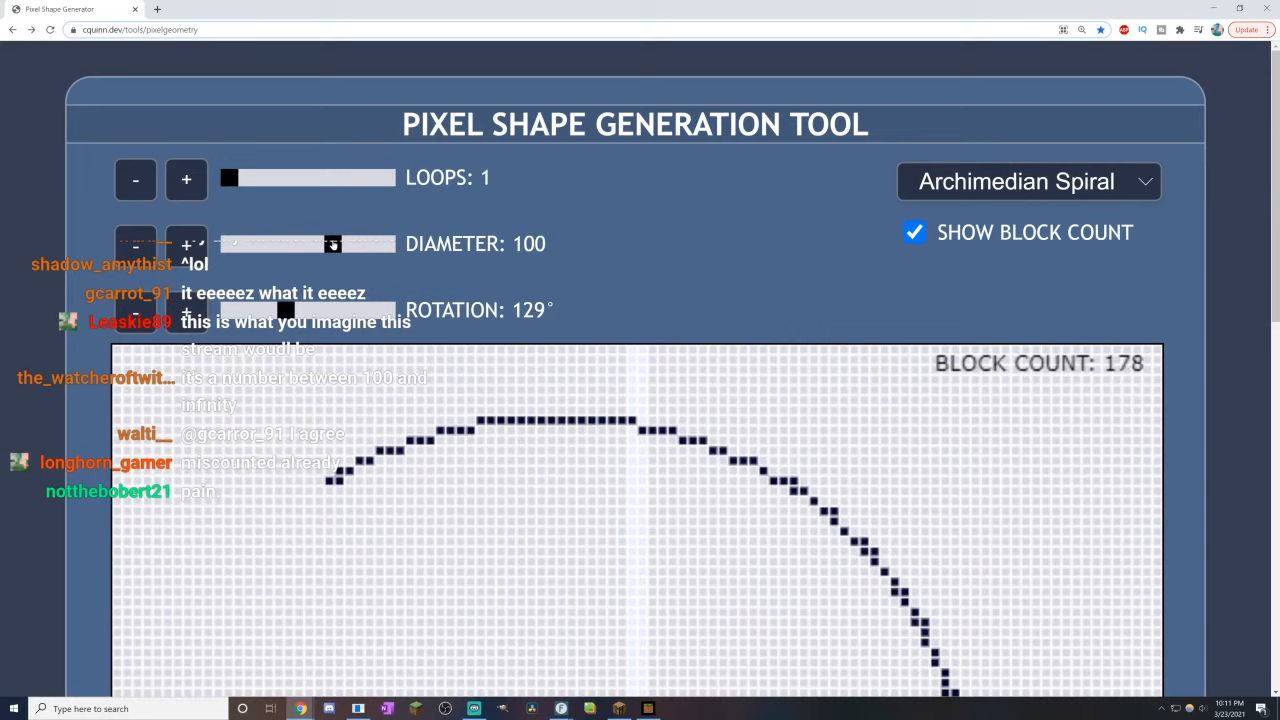 Pixel Shape Generator
cquinn.dev/tools/pixelgeometry
Update
PIXEL SHAPE GENERATION TOOL
- + LOOPS: 1
Archimedian Spiral
- + DIAMETER: 100
SHOW BLOCK COUNT
- + ROTATION: 129°
shadow_amythist ^lol
gcarrot_91 it eeeeez what it eeeez
Leaskie89 this is what you imagine this
stream woudl be
the_watcheroftwit... it's a number between 100 and
infinity
walti__ @gcarror_91 I agree
longhorn_gamer miscounted already
notthebobert21 pain
BLOCK COUNT: 178
Type here to search
10:11 PM
3/23/2021